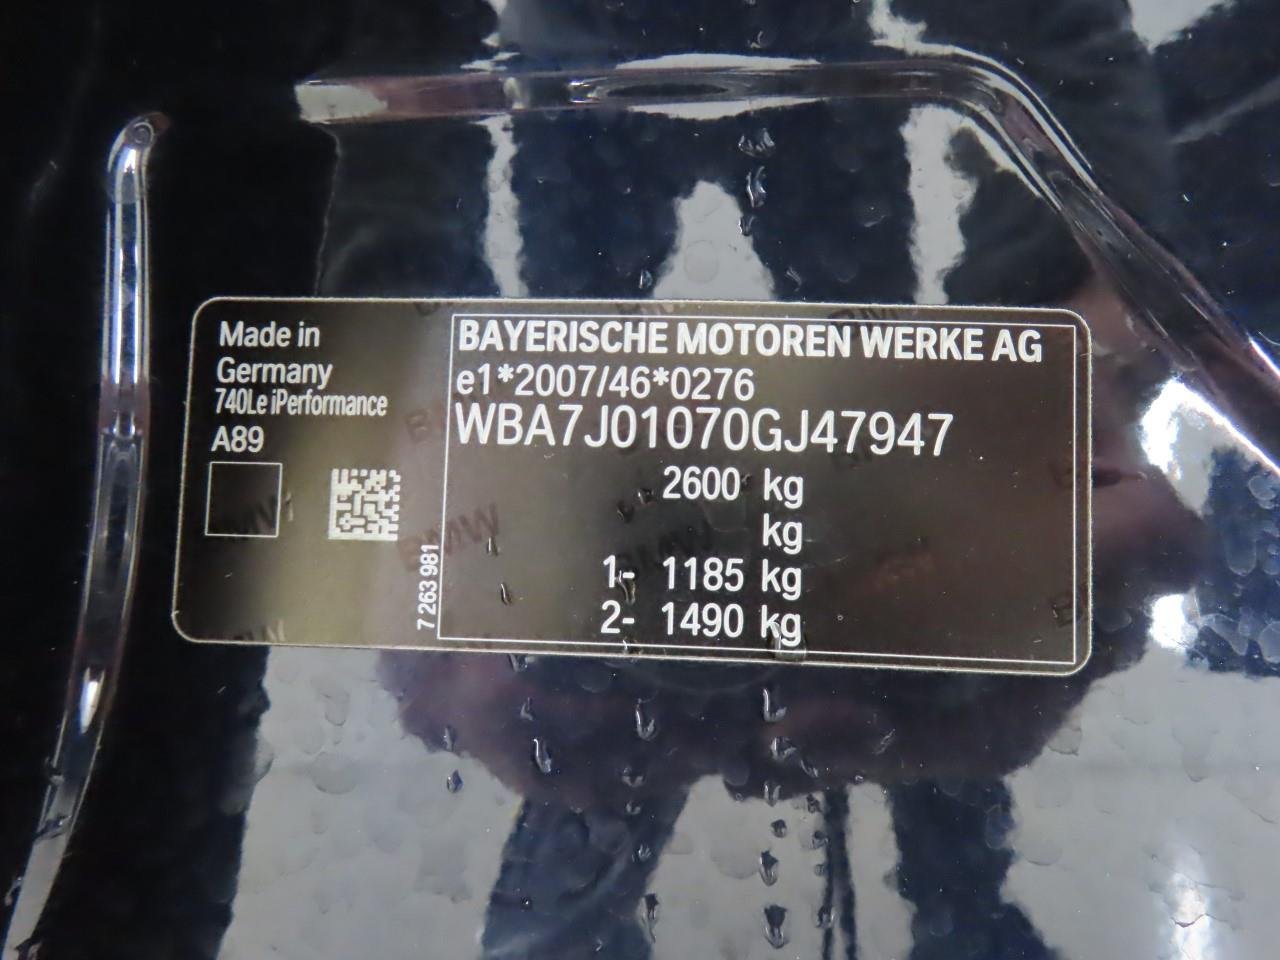 Made in
Germany
740Le iPerformance
A89
7 263 981
BAYERISCHE MOTOREN WERKE AG
e1*2007/46*0276
WBA7J01070GJ47947
2600 kg
kg
1- 1185 kg
2- 1490 kg